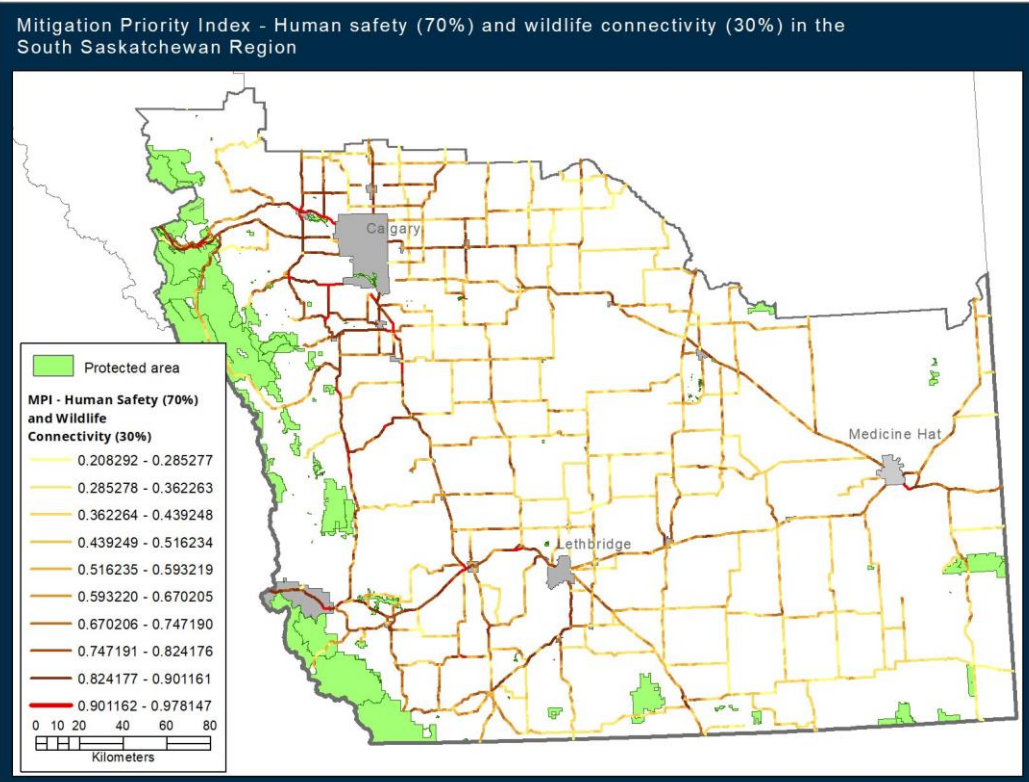 Mitigation Priority Index - Human safety (70%) and wildlife connectivity (30%) in the
South Saskatchewan Region
Calgary
Protected area
MPI - Human Safety (70%)
and Wildlife
Connectivity (30%)
0.208292 - 0.285277
0.285278 - 0.362263
0.362264 - 0.439248
0.439249 - 0.516234
0.516235 - 0.593219
0.593220 - 0.670205
0.670206 - 0.747190
0.747191 - 0.824176
0.824177 - 0.901161
0.901162 - 0.978147
0 10 20 40 60 80
Kilometers
Medicine Hat
Lethbridge